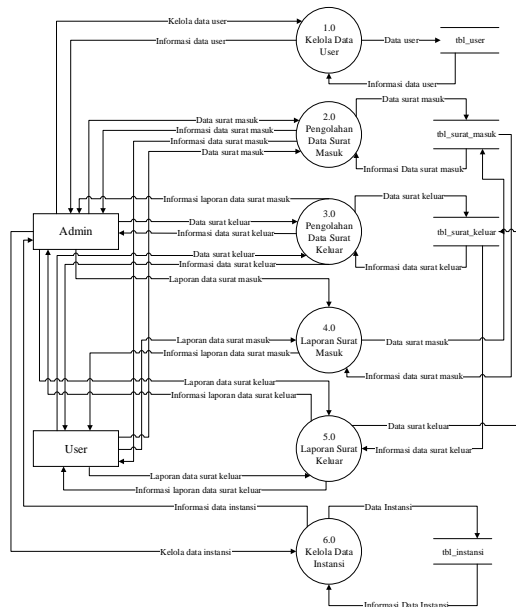 Kelola data user
1.0
Kelola Data
User
Informasi data user
Data user
tbl_user
Informasi data user
Data surat masuk
2.0
Pengolahan
Data Surat
Masuk
Data surat masuk
Informasi data surat masuk
Informasi data surat masuk
Data surat masuk
tbl_surat_masuk
Informasi Data surat masuk
Informasi laporan data surat masuk
3.0
Pengolahan
Data Surat
Keluar
Data surat keluar
Admin
Data surat keluar
Informasi data surat keluar
tbl_surat_keluar
Data surat keluar
Informasi data surat keluar
Informasi data surat keluar
Laporan data surat masuk
4.0
Laporan Surat
Masuk
Laporan data surat masuk
Data surat masuk
Informasi laporan data surat masuk
Informasi data surat masuk
Laporan data surat keluar
Informasi laporan data surat keluar
5.0
Laporan Surat
Keluar
Data surat keluar
User
Informasi data surat keluar
Laporan data surat keluar
Informasi laporan data surat keluar
Informasi data instansi
Data Instansi
6.0
Kelola Data
Instansi
Kelola data instansi
tbl_instansi
Informasi Data Instansi